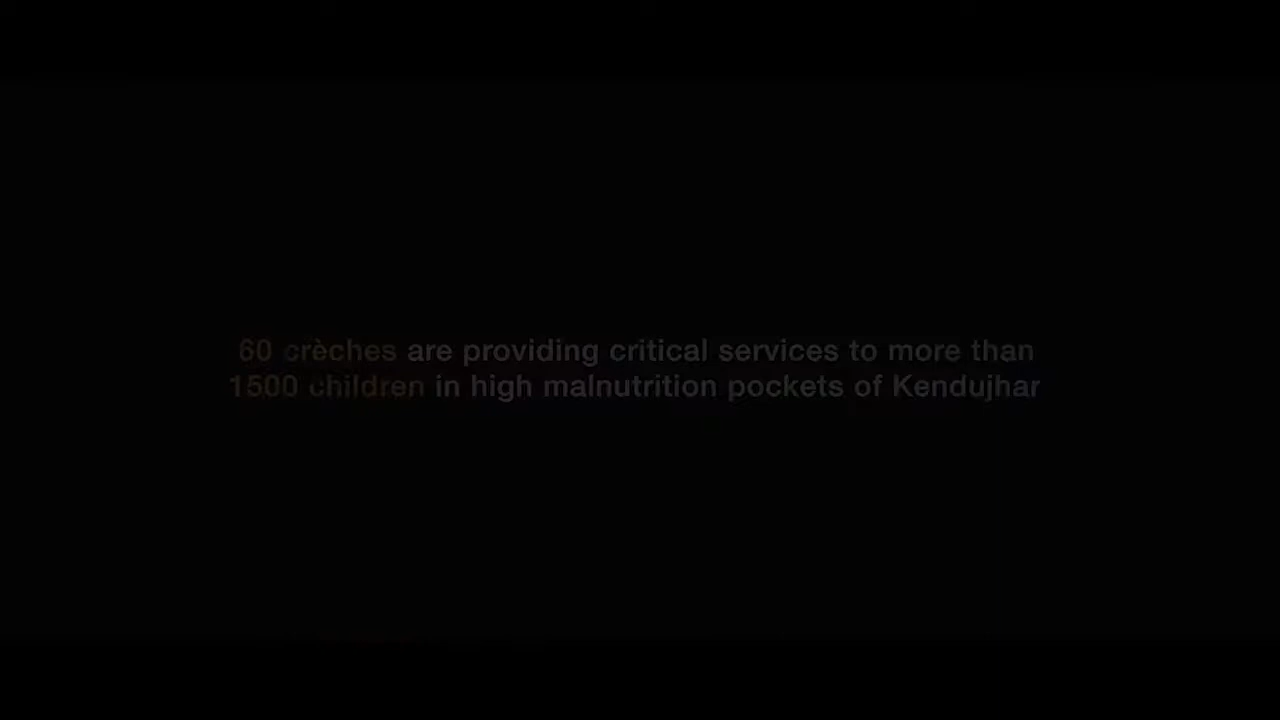 60 crèches are providing critical services to more than
1500 children in high malnutrition pockets of Kendujhar